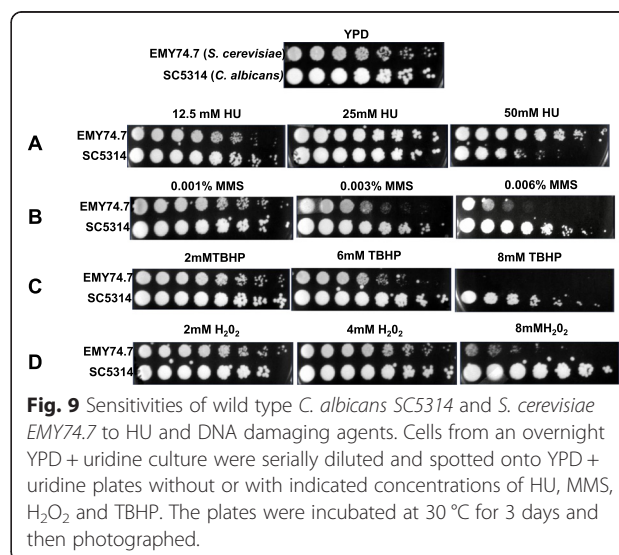 YPD
EMY74.7 (S. cerevisiae)
SC5314 (C. albicans)
12.5 mM HU 25mM HU 50mM HU
A
EMY74.7
SC5314
0.001% MMS 0.003% MMS 0.006% MMS
B
EMY74.7
SC5314
2mMTBHP 6mM TBHP 8mM TBHP
C
EMY74.7
SC5314
2mM H₂0₂ 4mM H₂0₂ 8mMH₂0₂
D
EMY74.7
SC5314
Fig. 9 Sensitivities of wild type C. albicans SC5314 and S. cerevisiae
EMY74.7 to HU and DNA damaging agents. Cells from an overnight
YPD + uridine culture were serially diluted and spotted onto YPD +
uridine plates without or with indicated concentrations of HU, MMS,
H₂O₂ and TBHP. The plates were incubated at 30 °C for 3 days and
then photographed.